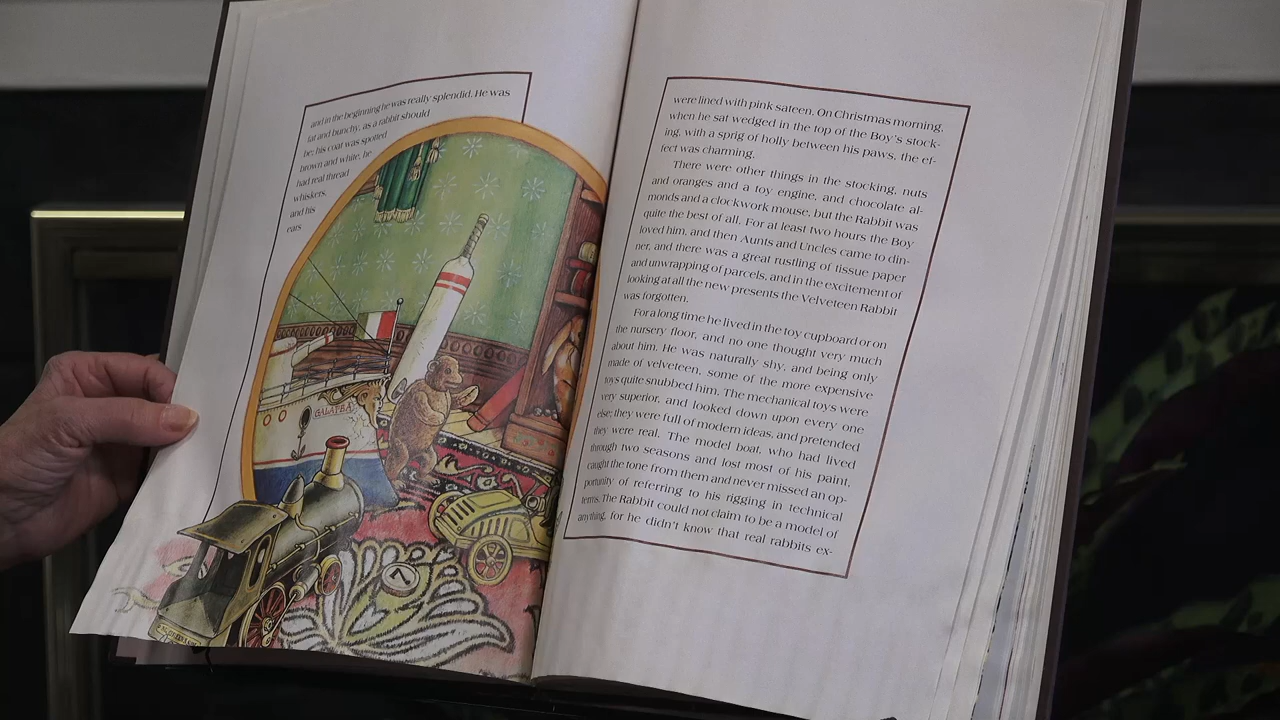 and in the beginning he was really splendid. He was
fat and bunchy, as a rabbit should
be; his coat was spotted
brown and white, he
had real thread
whiskers,
and his
ears
GALATEA
were lined with pink sateen. On Christmas morning,
when he sat wedged in the top of the Boy's stock-
ing, with a sprig of holly between his paws, the ef-
fect was charming.
There were other things in the stocking, nuts
and oranges and a toy engine, and chocolate al-
monds and a clockwork mouse, but the Rabbit was
quite the best of all. For at least two hours the Boy
loved him, and then Aunts and Uncles came to din-
ner, and there was a great rustling of tissue paper
and unwrapping of parcels, and in the excitement of
looking at all the new presents the Velveteen Rabbit
was forgotten.
For a long time he lived in the toy cupboard or on
the nursery floor, and no one thought very much
about him. He was naturally shy, and being only
made of velveteen, some of the more expensive
toys quite snubbed him. The mechanical toys were
very superior, and looked down upon every one
else; they were full of modern ideas, and pretended
they were real. The model boat, who had lived
through two seasons and lost most of his paint,
caught the tone from them and never missed an op-
portunity of referring to his rigging in technical
terms. The Rabbit could not claim to be a model of
anything, for he didn't know that real rabbits ex-